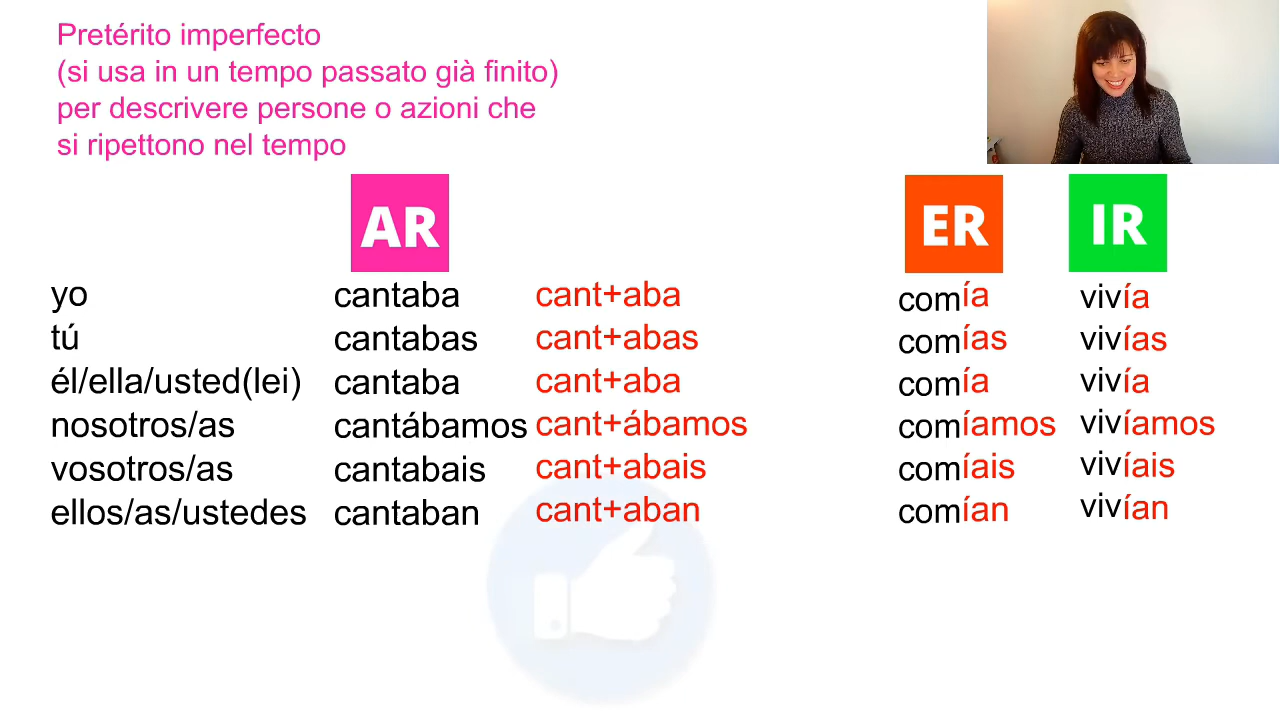 Pretérito imperfecto
(si usa in un tempo passato già finito)
per descrivere persone o azioni che
si ripettono nel tempo
AR ER IR
yo cantaba cant+aba comía vivía
tú cantabas cant+abas comías vivías
él/ella/usted(lei) cantaba cant+aba comía vivía
nosotros/as cantábamos cant+ábamos comíamos vivíamos
vosotros/as cantabais cant+abais comíais vivíais
ellos/as/ustedes cantaban cant+aban comían vivían